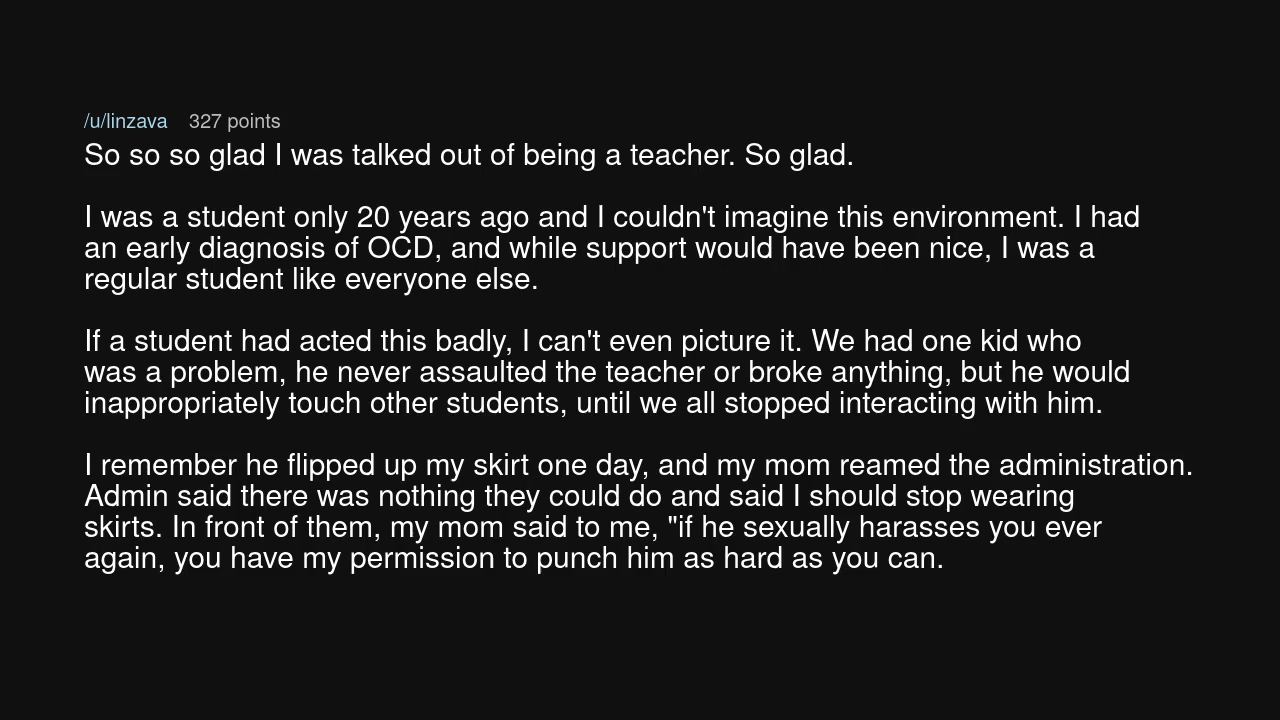 /u/linzava 327 points
So so so glad I was talked out of being a teacher. So glad.
I was a student only 20 years ago and I couldn't imagine this environment. I had
an early diagnosis of OCD, and while support would have been nice, I was a
regular student like everyone else.
If a student had acted this badly, I can't even picture it. We had one kid who
was a problem, he never assaulted the teacher or broke anything, but he would
inappropriately touch other students, until we all stopped interacting with him.
I remember he flipped up my skirt one day, and my mom reamed the administration.
Admin said there was nothing they could do and said I should stop wearing
skirts. In front of them, my mom said to me, "if he sexually harasses you ever
again, you have my permission to punch him as hard as you can.